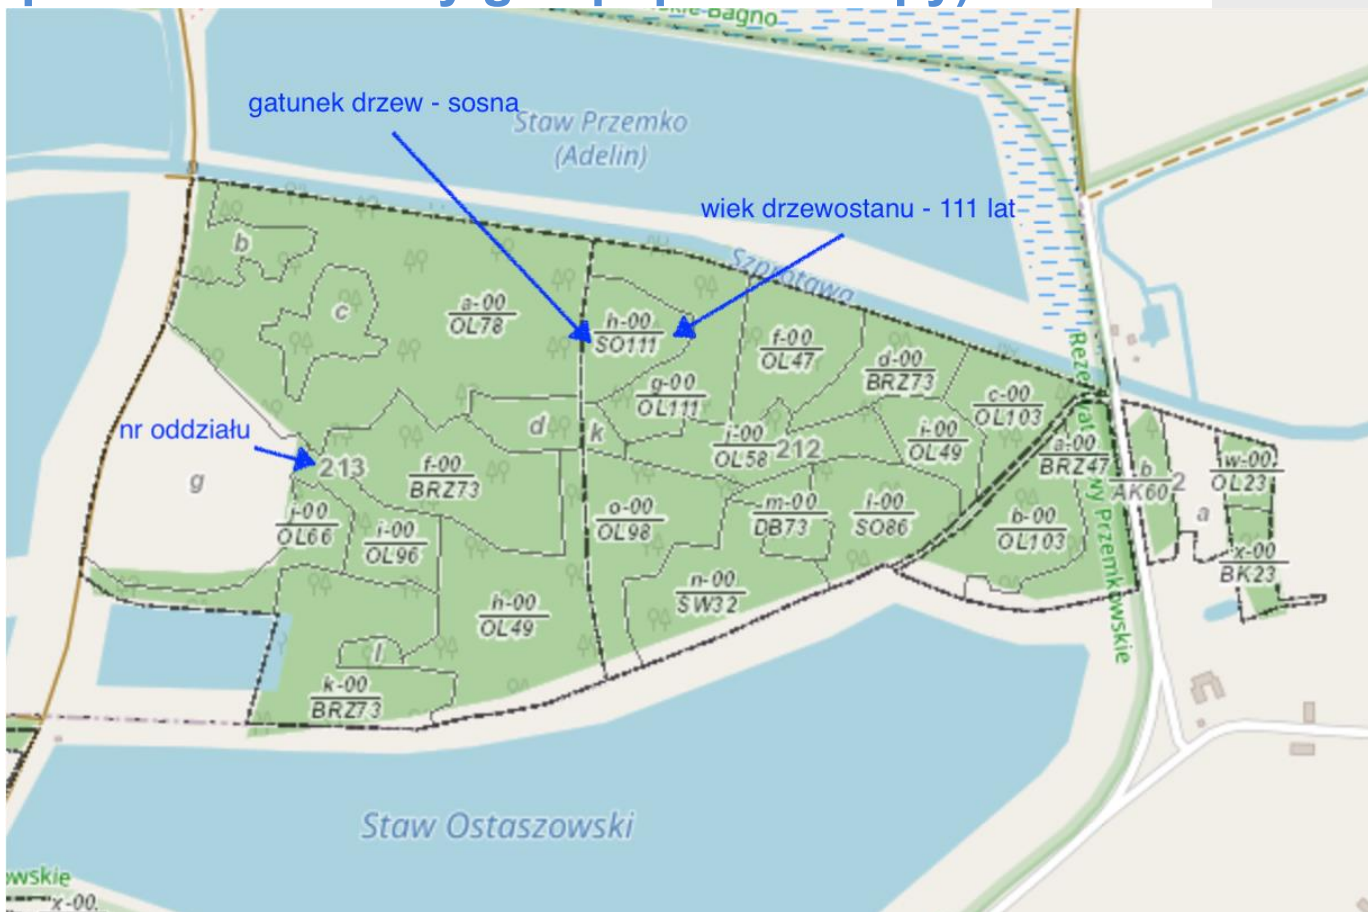 Bagno
gatunek drzew - sosna
Staw Przemko
(Adelin)
wiek drzewostanu - 111 lat
Szprotawa
b
c
a-00
OL78
h-00
SO111
f-00
OL47
d-00
BRZ73
g-00
OL111
c-00
OL103
nr oddziału
213
g
f-00
BRZ73
d
k
j-00
OL58
212
i-00
OL49
a-00
BRZ47
b
AK60
2
w-00
OL23
a
j-00
OL66
i-00
OL96
o-00
OL98
m-00
DB73
l-00
SO86
b-00
OL103
x-00
BK23
h-00
OL49
n-00
SW32
l
k-00
BRZ73
Rezerwat
Stawy Przemkowskie
Staw Ostaszowski
owskie
x-00